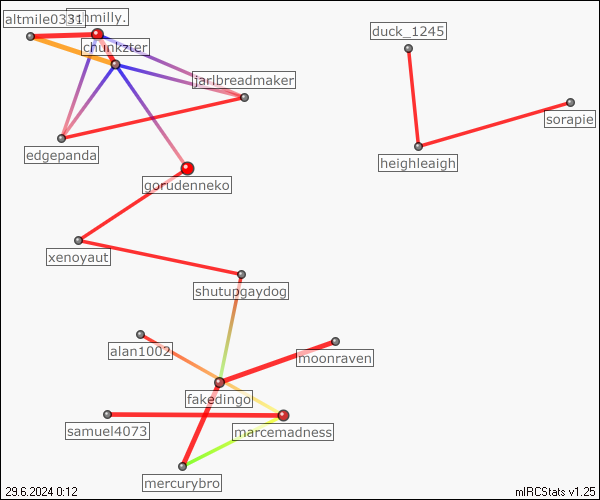 altmile0331
chunkzter
jarlbreadmaker
duck_1245
sorapie
edgepanda
heighleaigh
gorudenneko
xenoyaut
shutupgaydog
alan1002
moonraven
fakedingo
samuel4073
marcemadness
mercurybro
29.6.2024 0:12
mIRCStats v1.25